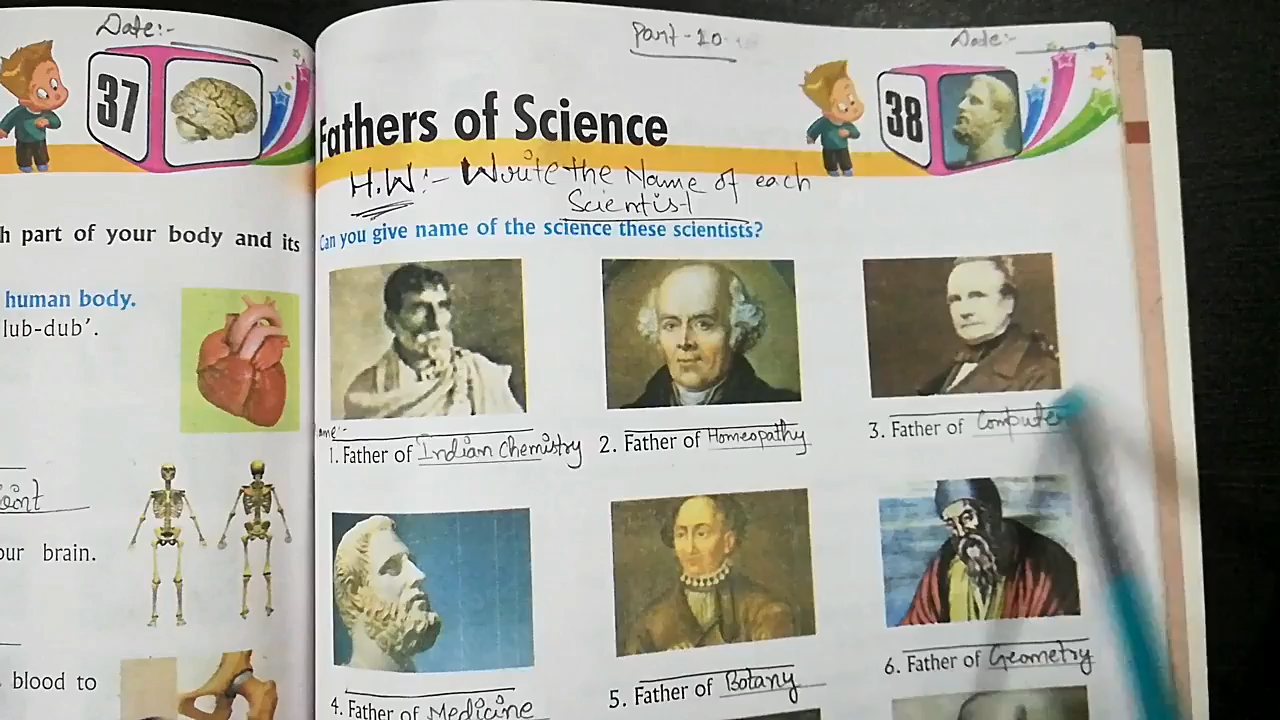 Date:-
37
h part of your body and its
human body.
lub-dub'.
oint
our brain.
blood to
Part-20
Date:-
38
Fathers of Science
H.W:- Write the Name of each
Scientist
Can you give name of the science these scientists?
ame:-
1. Father of Indian Chemistry
2. Father of Homeopathy
3. Father of Computer
4. Father of Medicine
5. Father of Botany
6. Father of Geometry